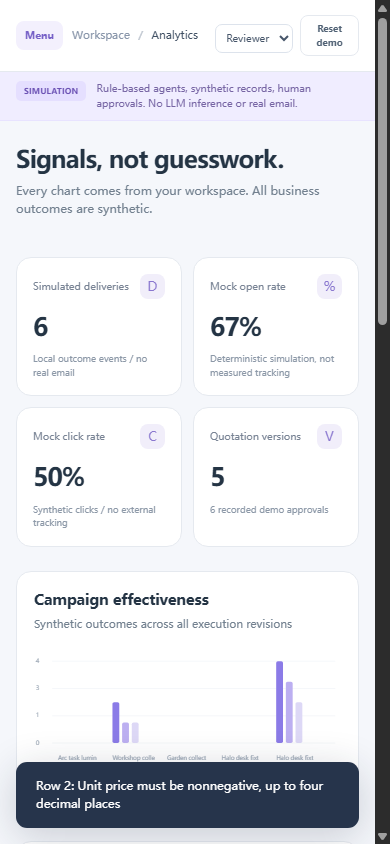 Menu Workspace / Analytics Reviewer Reset demo
SIMULATION Rule-based agents, synthetic records, human
approvals. No LLM inference or real email.
Signals, not guesswork.
Every chart comes from your workspace. All business
outcomes are synthetic.
Simulated deliveries D
6
Local outcome events / no
real email
Mock open rate %
67%
Deterministic simulation, not
measured tracking
Mock click rate C
50%
Synthetic clicks / no external
tracking
Quotation versions V
5
6 recorded demo approvals
Campaign effectiveness
Synthetic outcomes across all execution revisions
4
3
1
0
Arc task lumin Workshop colle Garden collect Halo desk fixt Halo desk fixt
Row 2: Unit price must be nonnegative, up to four
decimal places